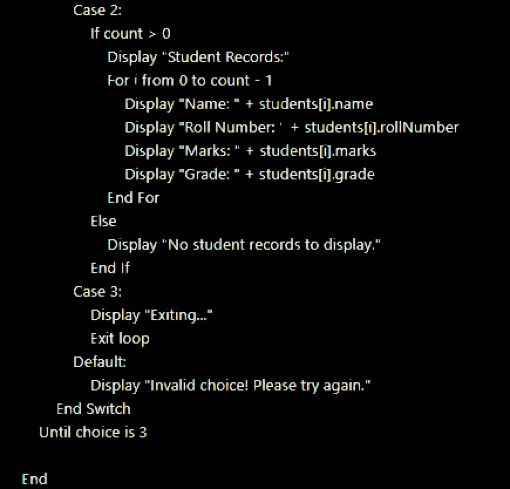 Case 2:
If count > 0
Display "Student Records:"
For i from 0 to count - 1
Display "Name: " + students[i].name
Display "Roll Number: ' + students[i].rollNumber
Display "Marks: " + students[i].marks
Display "Grade: " + students[i].grade
End For
Else
Display "No student records to display."
End If
Case 3:
Display "Exiting..."
Exit loop
Default:
Display "Invalid choice! Please try again."
End Switch
Until choice is 3
End